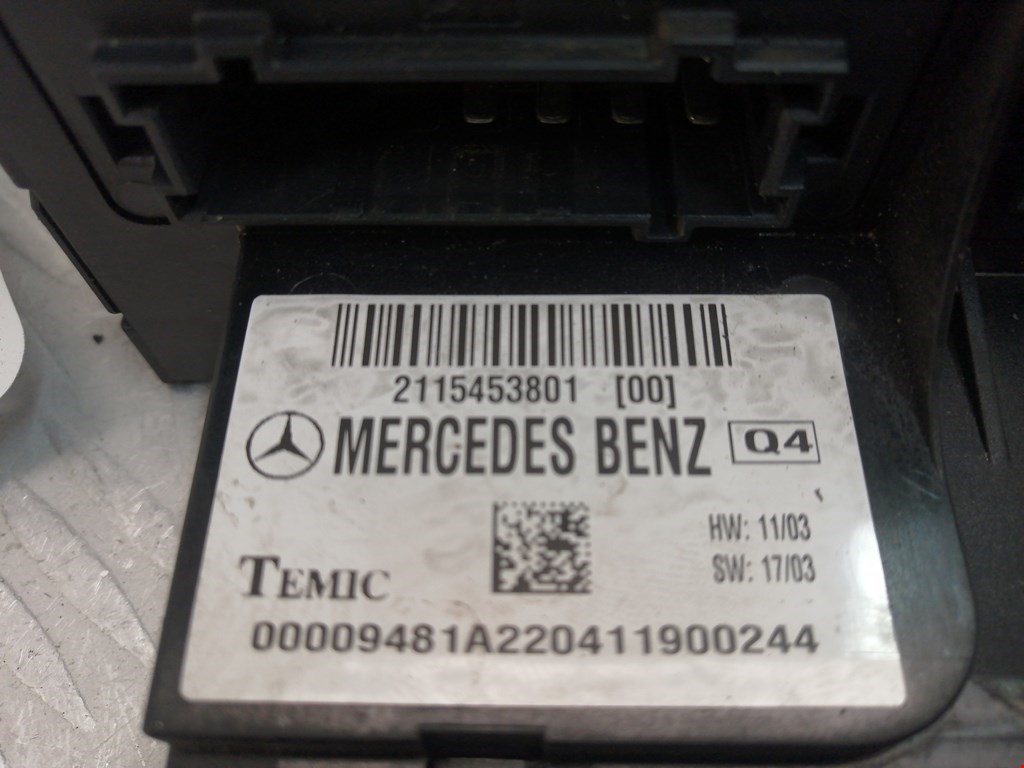 2115453801 [00]
MERCEDES BENZ Q4
HW: 11/03
SW: 17/03
TEMIC
00009481A220411900244